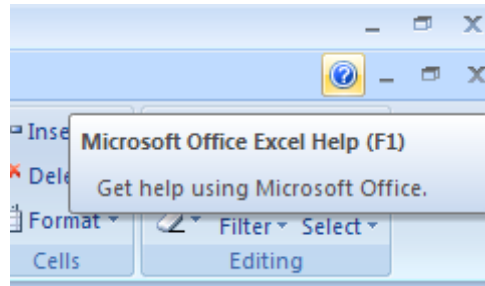 Inse
Microsoft Office Excel Help (F1)
Dele
Get help using Microsoft Office.
Format
Filter Select
Cells Editing